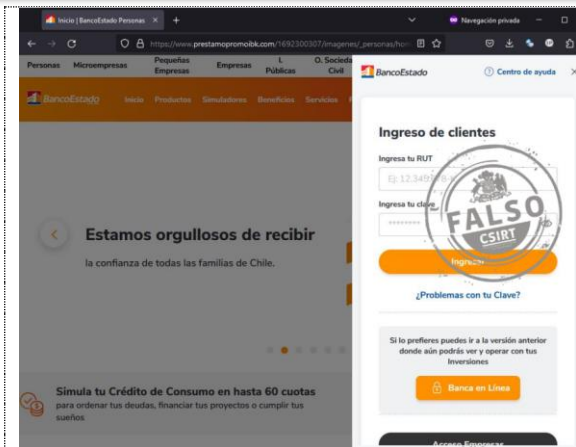 Inicio | BancoEstado Personas
Navegación privada
https://www.prestamopromoibk.com/1692300307/imagenes/_personas/ho
Personas Microempresas Pequeñas Empresas Empresas I. Públicas O. Socieda Civil
BancoEstado
Centro de ayuda
BancoEstado Inicio Productos Simuladores Beneficios Servicios
Ingreso de clientes
Ingresa tu RUT
Ej: 12.345
Ingresa tu clave
********
FALSO
CSIRT
Ingresar
¿Problemas con tu Clave?
Estamos orgullosos de recibir
la confianza de todas las familias de Chile.
Si lo prefieres puedes ir a la versión anterior
donde aún podrás ver y operar con tus
Inversiones
Banca en Línea
Simula tu Crédito de Consumo en hasta 60 cuotas
para ordenar tus deudas, financiar tus proyectos o cumplir tus
sueños
Acceso Empresas